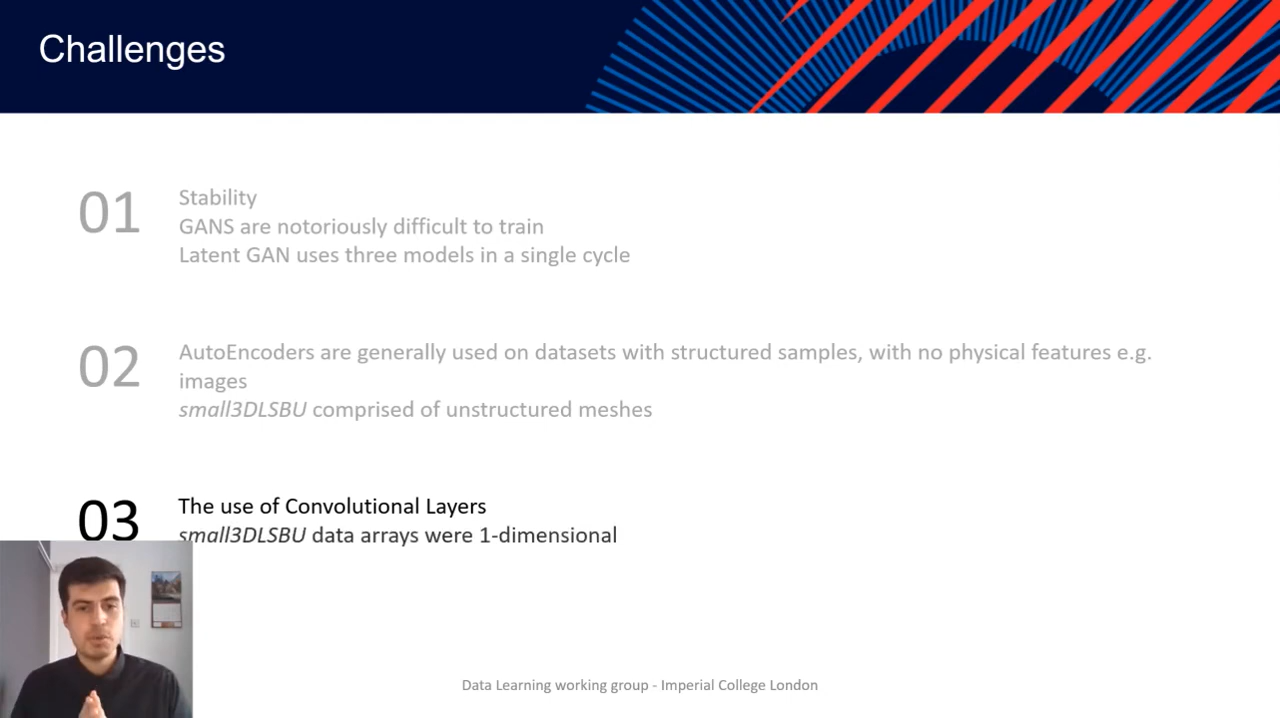 Challenges
01
Stability
GANS are notoriously difficult to train
Latent GAN uses three models in a single cycle
02
AutoEncoders are generally used on datasets with structured samples, with no physical features e.g.
images
small3DLSBU comprised of unstructured meshes
03
The use of Convolutional Layers
small3DLSBU data arrays were 1-dimensional
Data Learning working group - Imperial College London